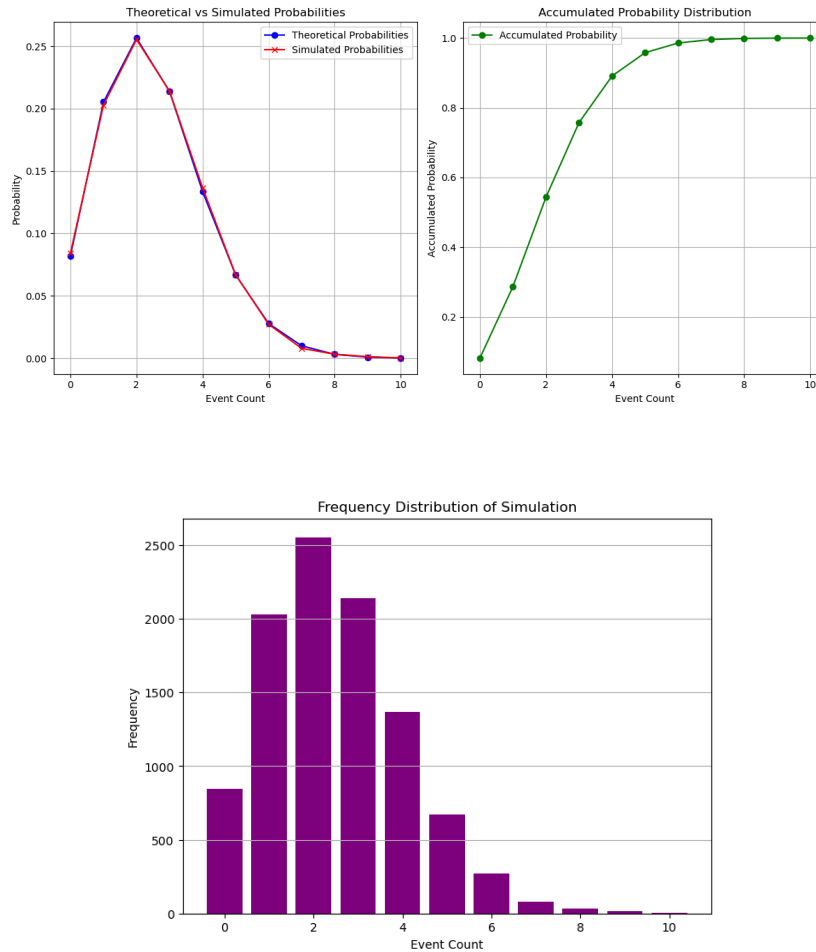 Theoretical vs Simulated Probabilities
Theoretical Probabilities
Simulated Probabilities
Probability
0.25
0.20
0.15
0.10
0.05
0.00
0 2 4 6 8 10
Event Count
Accumulated Probability Distribution
Accumulated Probability
Accumulated Probability
1.0
0.8
0.6
0.4
0.2
0 2 4 6 8 10
Event Count
Frequency Distribution of Simulation
Frequency
2500
2000
1500
1000
500
0
0 2 4 6 8 10
Event Count